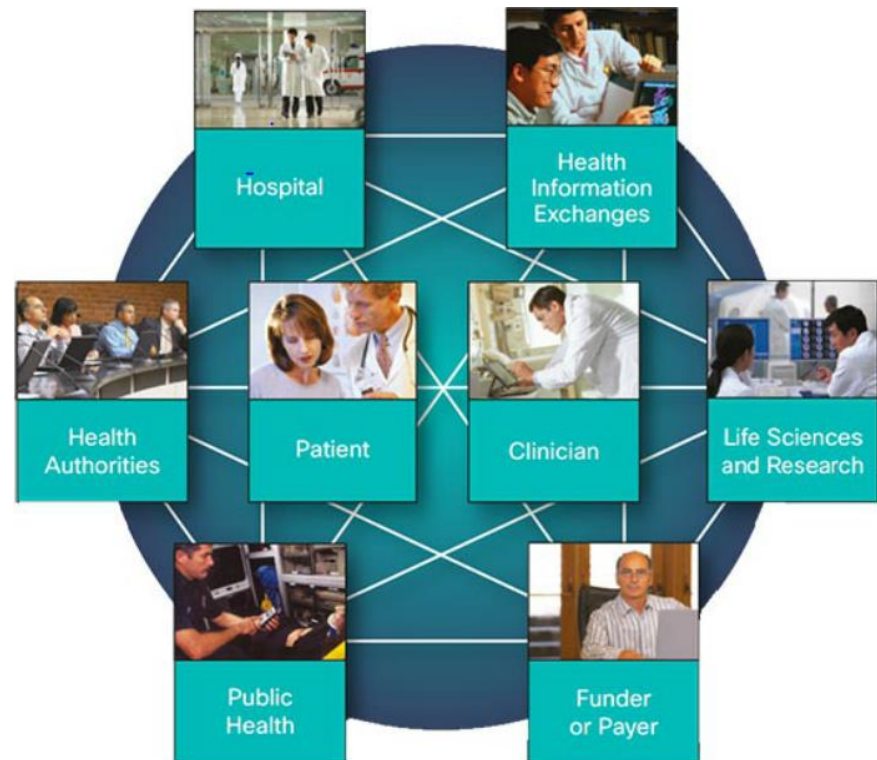 Hospital
Health
Information
Exchanges
Health
Authorities
Patient
Clinician
Life Sciences
and Research
Public
Health
Funder
or Payer